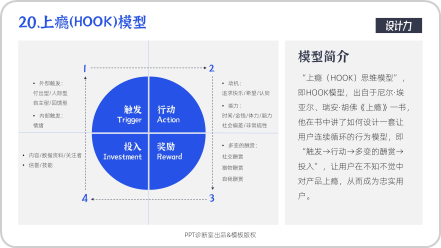 20.上瘾(HOOK)模型
设计力
1
2
• 外部触发:
付出型/人际型
自主型/回馈型
• 内部触发:
情绪
触发
Trigger
行动
Action
• 动机:
追求快乐/希望/认同
• 能力:
时间/金钱/体力/脑力
社会偏差/非常规性
• 内容/数据资料/关注者
• 信誉/技能
投入
Investment
奖励
Reward
• 多变的酬赏:
社交酬赏
猎物酬赏
自我酬赏
4
3
模型简介
“上瘾（HOOK）思维模型”,
即HOOK模型，出自于尼尔·埃
亚尔、瑞安·胡佛《上瘾》一书，
他在书中讲了如何设计一套让
用户连续循环的行为模型，即
“触发→行动→多变的酬赏→
投入”，让用户在不知不觉中
对产品上瘾，从而成为忠实用
户。
PPT@新蛮出品&模板版权